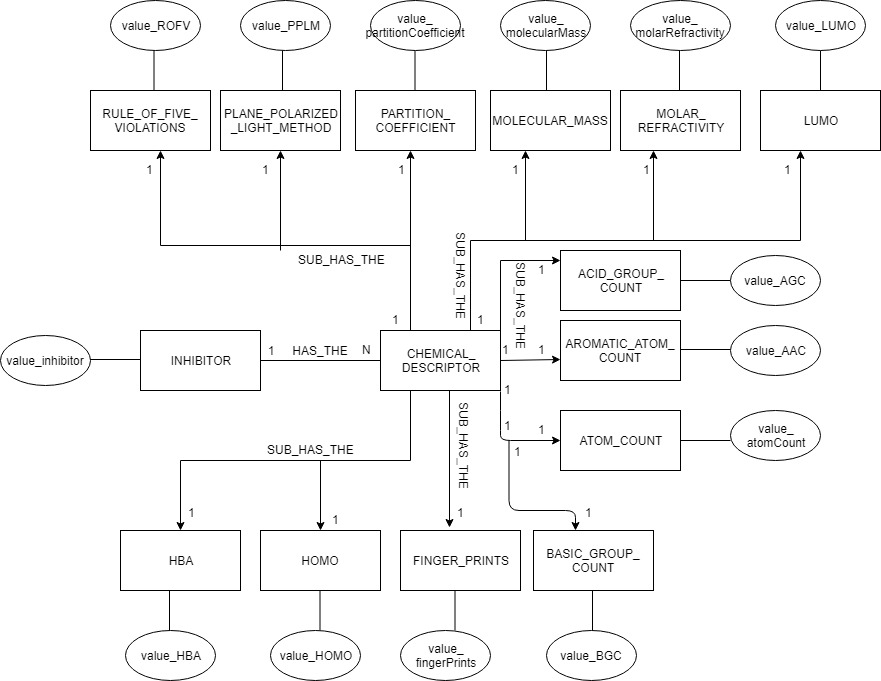 value_ROFV
value_PPLM
value_
partitionCoefficient
value_
molecularMass
value_
molarRefractivity
value_LUMO
RULE_OF_FIVE_
VIOLATIONS
PLANE_POLARIZED
_LIGHT_METHOD
PARTITION_
COEFFICIENT
MOLECULAR_MASS
MOLAR_
REFRACTIVITY
LUMO
1
1
1
1
1
1
SUB_HAS_THE
SUB_HAS_THE
SUB_HAS_THE
1
ACID_GROUP_
COUNT
value_AGC
1
1
value_inhibitor
INHIBITOR
1
HAS_THE
N
CHEMICAL_
DESCRIPTOR
1
1
AROMATIC_ATOM_
COUNT
value_AAC
1
SUB_HAS_THE
SUB_HAS_THE
1
1
ATOM_COUNT
value_
atomCount
1
1
1
1
1
HBA
HOMO
FINGER_PRINTS
BASIC_GROUP_
COUNT
value_HBA
value_HOMO
value_
fingerPrints
value_BGC